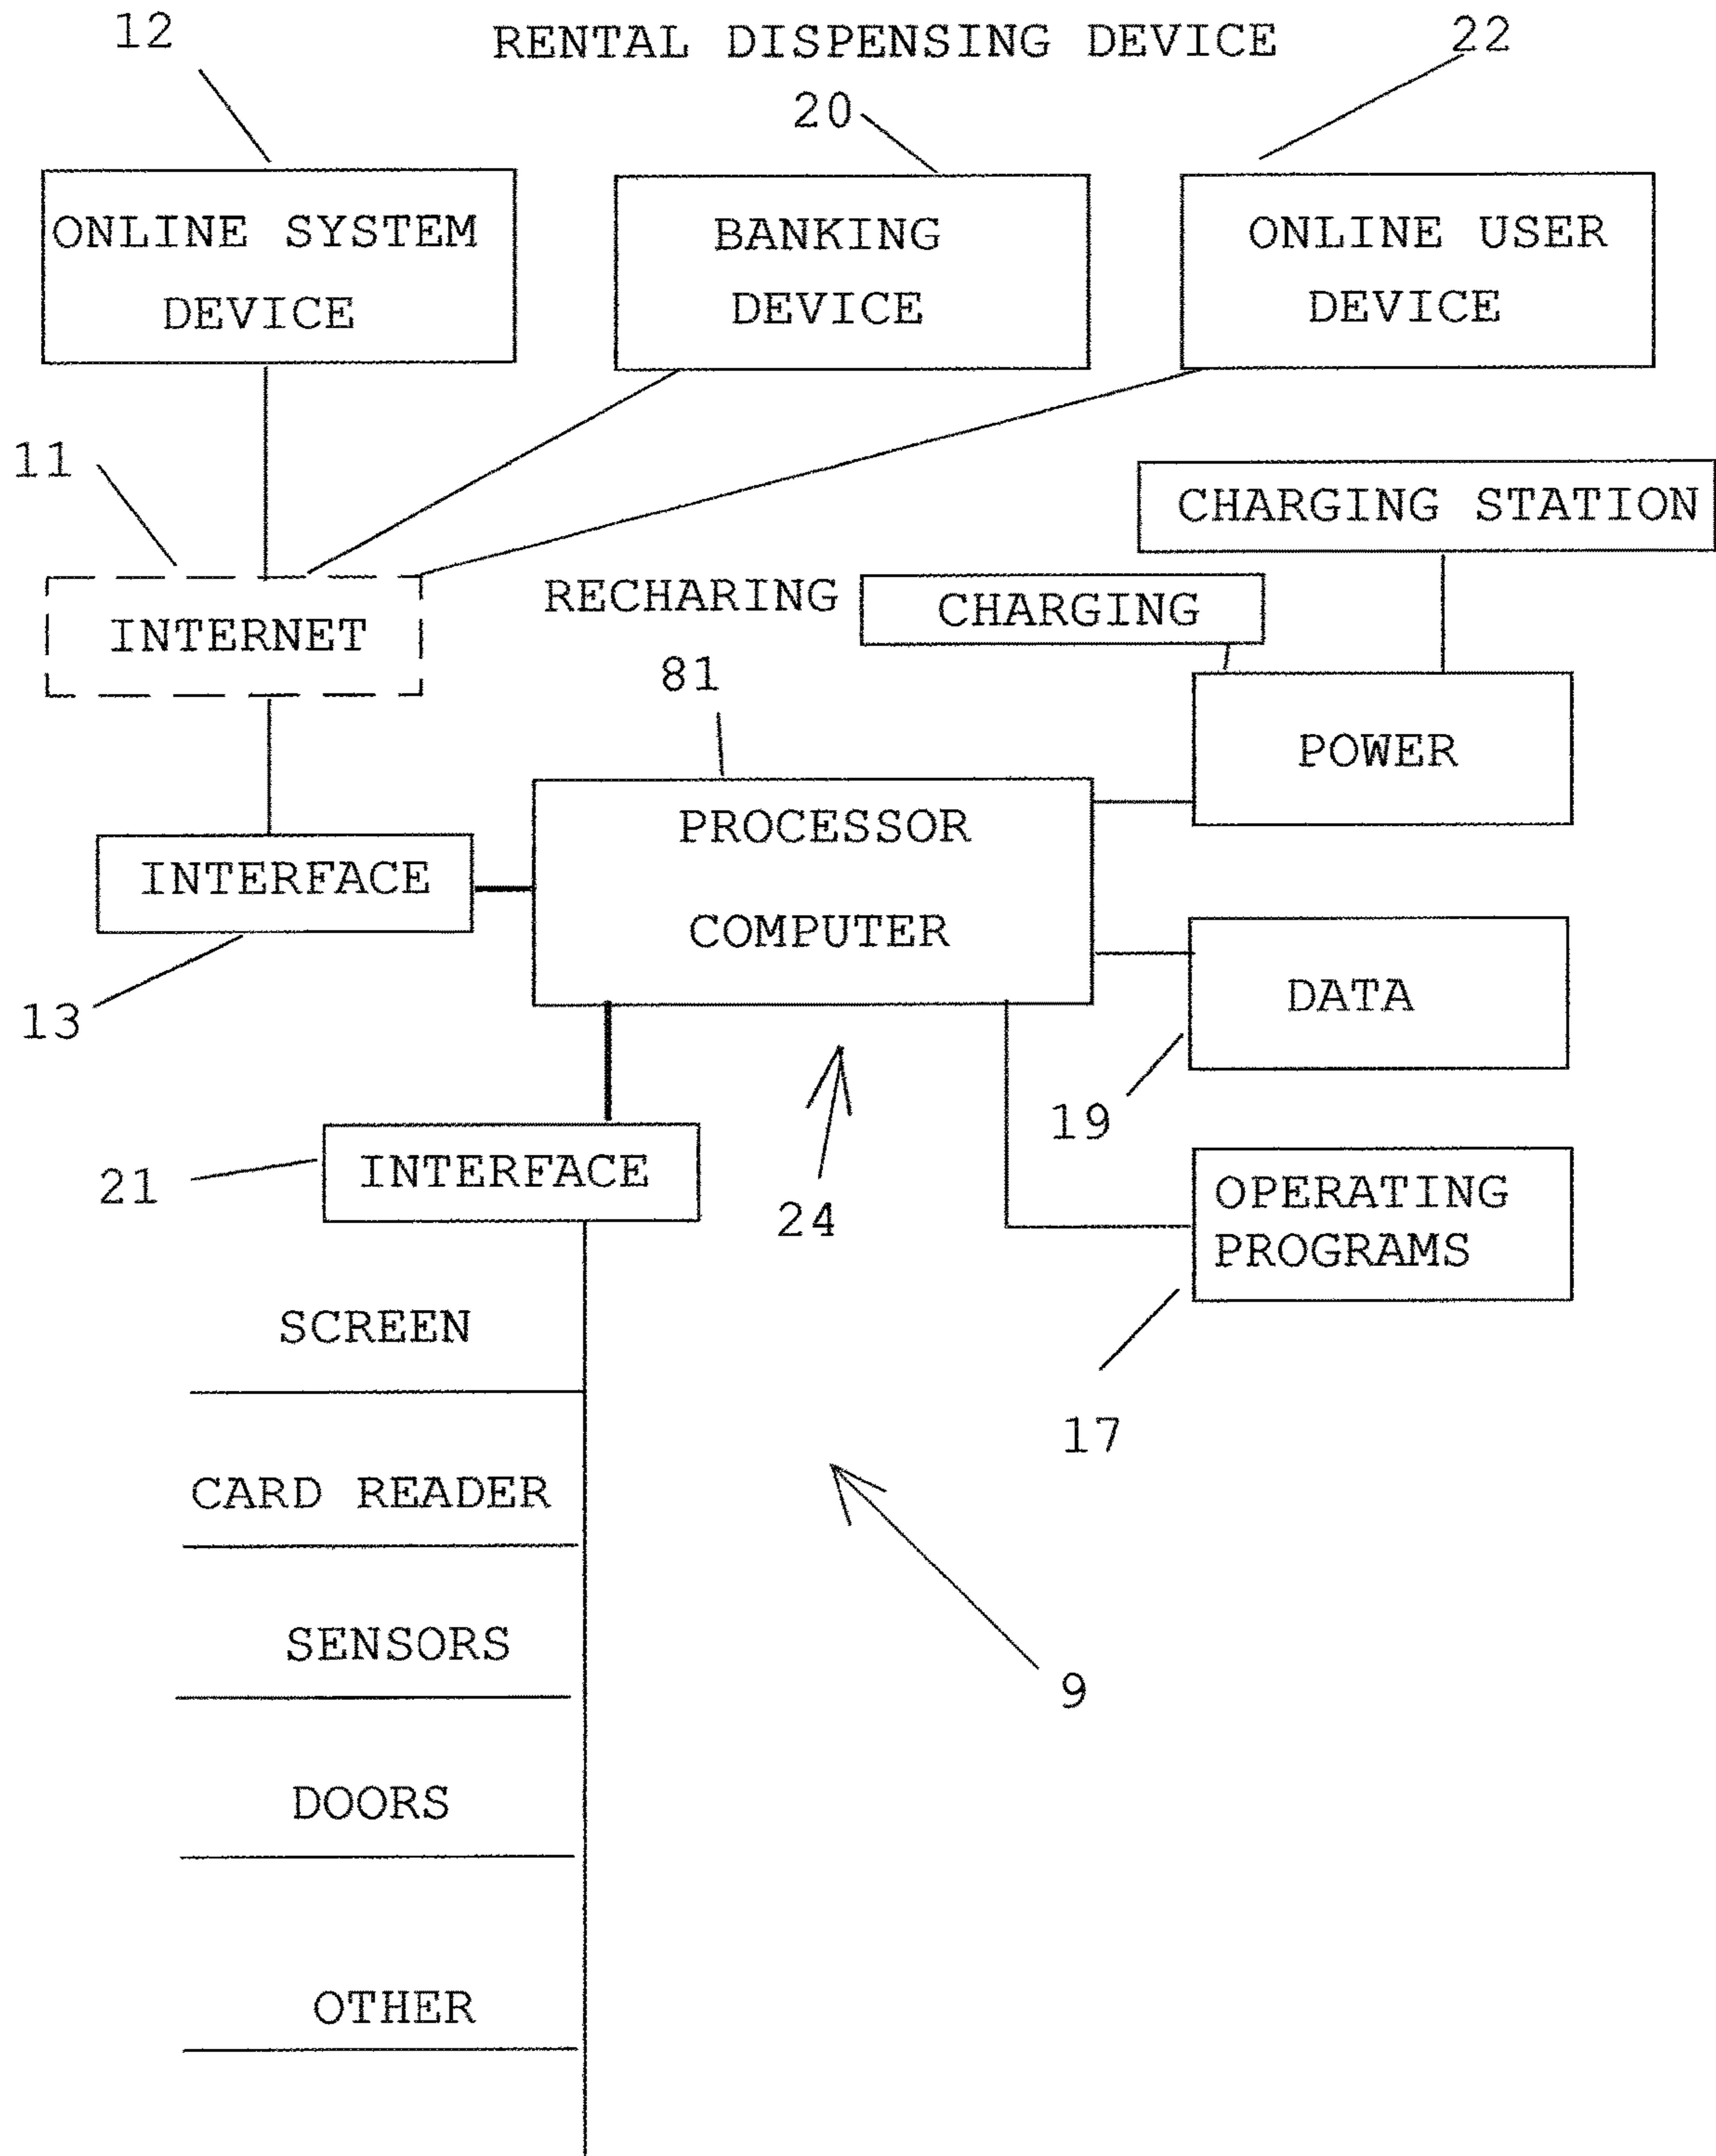 12
RENTAL DISPENSING DEVICE
22
20
ONLINE SYSTEM
DEVICE
BANKING
DEVICE
ONLINE USER
DEVICE
11
CHARGING STATION
INTERNET
RECHARING
CHARGING
81
POWER
PROCESSOR
COMPUTER
INTERFACE
13
DATA
19
INTERFACE
21
24
OPERATING
PROGRAMS
17
SCREEN
CARD READER
SENSORS
9
DOORS
OTHER